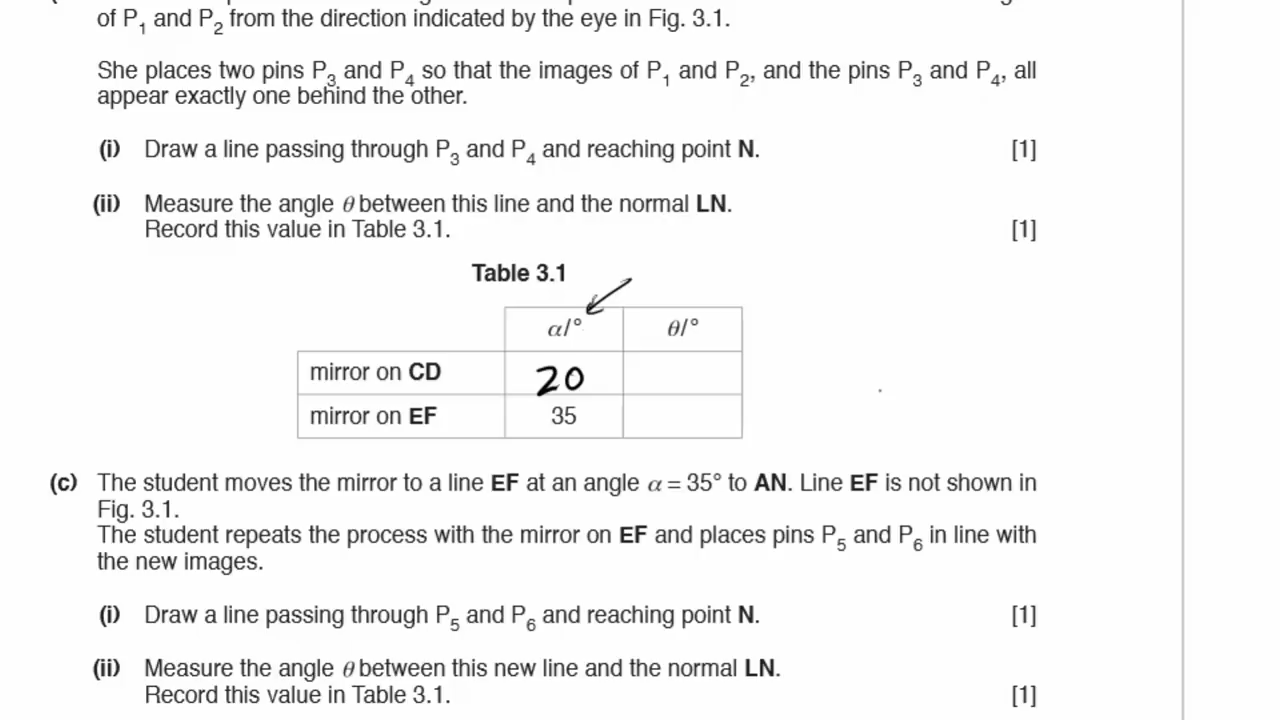 of P₁ and P₂ from the direction indicated by the eye in Fig. 3.1.
She places two pins P₃ and P₄ so that the images of P₁ and P₂, and the pins P₃ and P₄, all
appear exactly one behind the other.
(i) Draw a line passing through P₃ and P₄ and reaching point N. [1]
(ii) Measure the angle θ between this line and the normal LN.
Record this value in Table 3.1. [1]
Table 3.1
α/° θ/°
mirror on CD 20
mirror on EF 35
(c) The student moves the mirror to a line EF at an angle α = 35° to AN. Line EF is not shown in
Fig. 3.1.
The student repeats the process with the mirror on EF and places pins P₅ and P₆ in line with
the new images.
(i) Draw a line passing through P₅ and P₆ and reaching point N. [1]
(ii) Measure the angle θ between this new line and the normal LN.
Record this value in Table 3.1. [1]